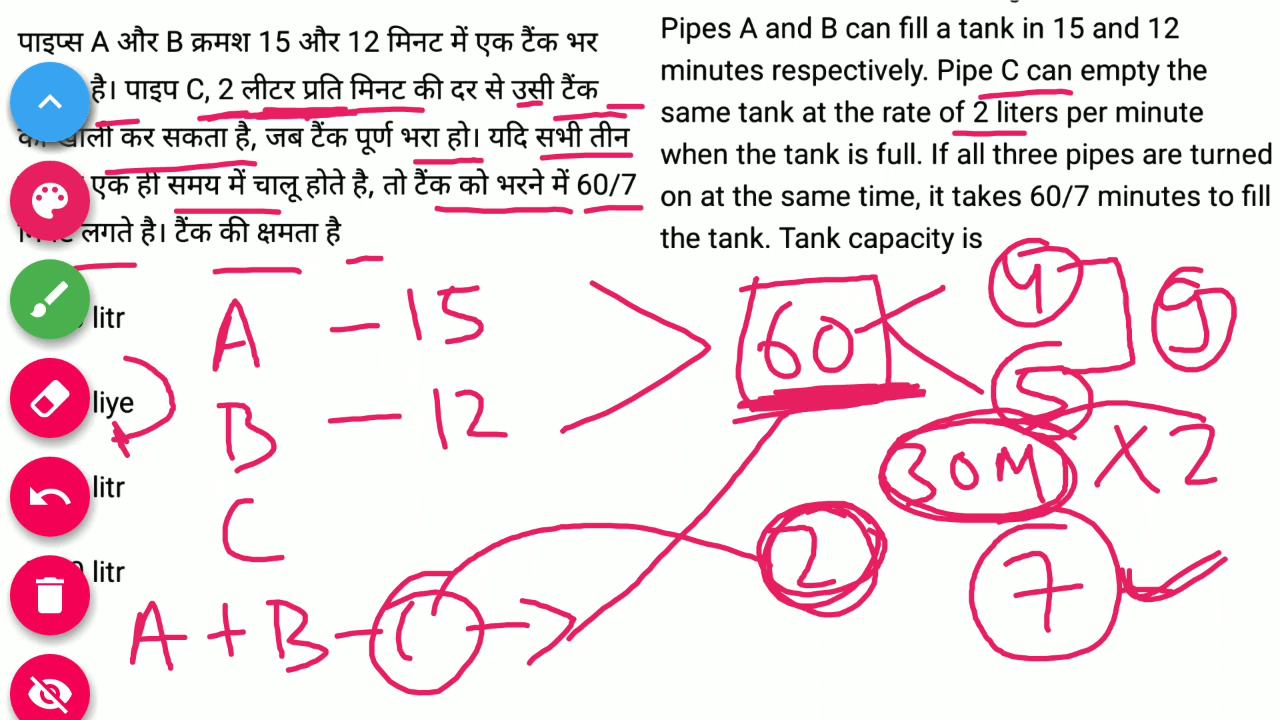 पाइप्स A और B क्रमश 15 और 12 मिनट में एक टैंक भर
है। पाइप C, 2 लीटर प्रति मिनट की दर से उसी टैंक
खाली कर सकता है, जब टैंक पूर्ण भरा हो। यदि सभी तीन
एक ही समय में चालू होते है, तो टैंक को भरने में 60/7
लगते है। टैंक की क्षमता है
litr
liye
litr
litr
Pipes A and B can fill a tank in 15 and 12
minutes respectively. Pipe C can empty the
same tank at the rate of 2 liters per minute
when the tank is full. If all three pipes are turned
on at the same time, it takes 60/7 minutes to fill
the tank. Tank capacity is
A - 15
B - 12
C
A + B - C →
60
4
5
9
30M × 2
2
7